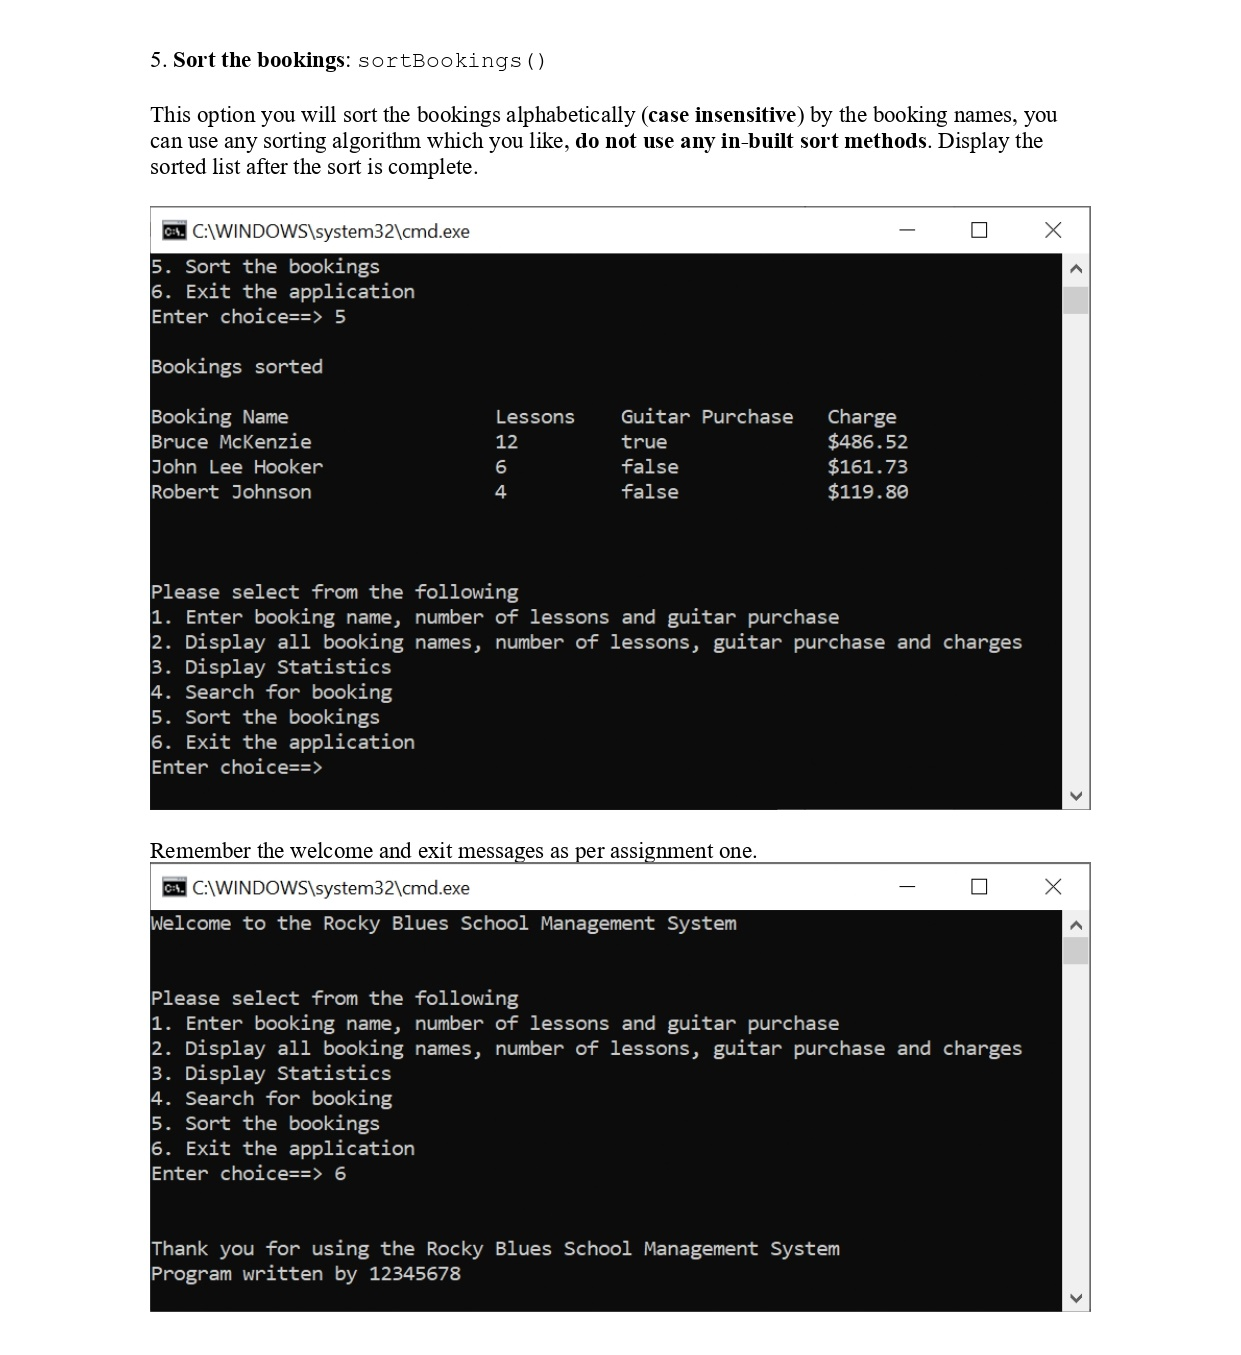 5. Sort the bookings: sortBookings()
This option you will sort the bookings alphabetically (case insensitive) by the booking names, you
can use any sorting algorithm which you like, do not use any in-built sort methods. Display the
sorted list after the sort is complete.
C:\WINDOWS\system32\cmd.exe
5. Sort the bookings
6. Exit the application
Enter choice==> 5
Bookings sorted
Booking Name Lessons Guitar Purchase Charge
Bruce McKenzie 12 true $486.52
John Lee Hooker 6 false $161.73
Robert Johnson 4 false $119.80
Please select from the following
1. Enter booking name, number of lessons and guitar purchase
2. Display all booking names, number of lessons, guitar purchase and charges
3. Display Statistics
4. Search for booking
5. Sort the bookings
6. Exit the application
Enter choice==>
Remember the welcome and exit messages as per assignment one.
C:\WINDOWS\system32\cmd.exe
Welcome to the Rocky Blues School Management System
Please select from the following
1. Enter booking name, number of lessons and guitar purchase
2. Display all booking names, number of lessons, guitar purchase and charges
3. Display Statistics
4. Search for booking
5. Sort the bookings
6. Exit the application
Enter choice==> 6
Thank you for using the Rocky Blues School Management System
Program written by 12345678